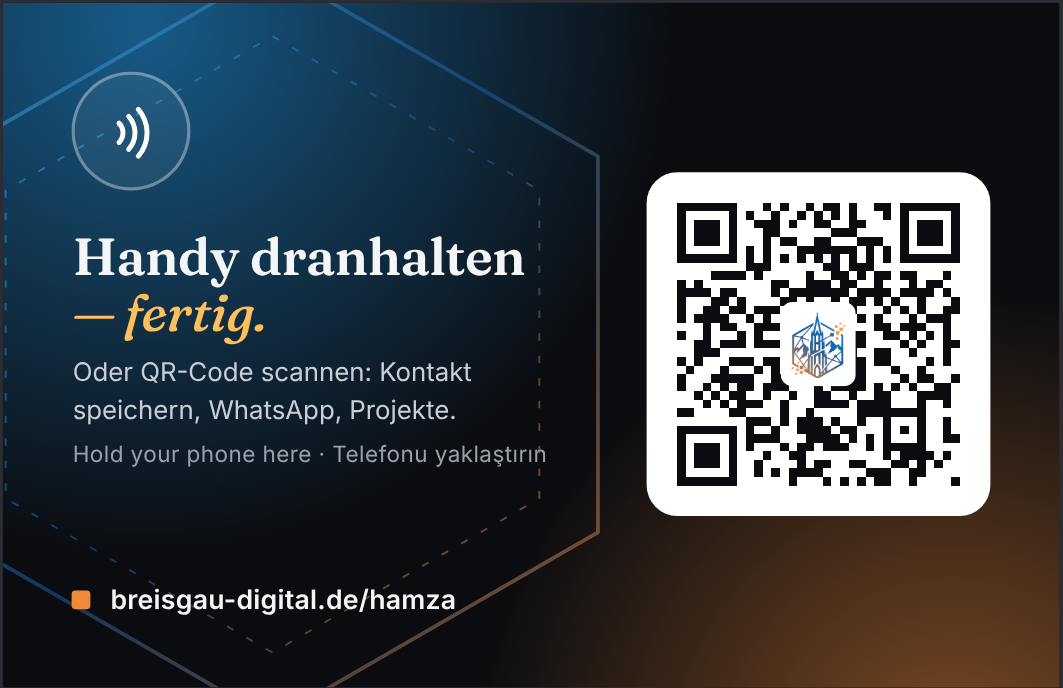 Handy dranhalten
— fertig.
Oder QR-Code scannen: Kontakt
speichern, WhatsApp, Projekte.
Hold your phone here · Telefonu yaklaştırın
breisgau-digital.de/hamza